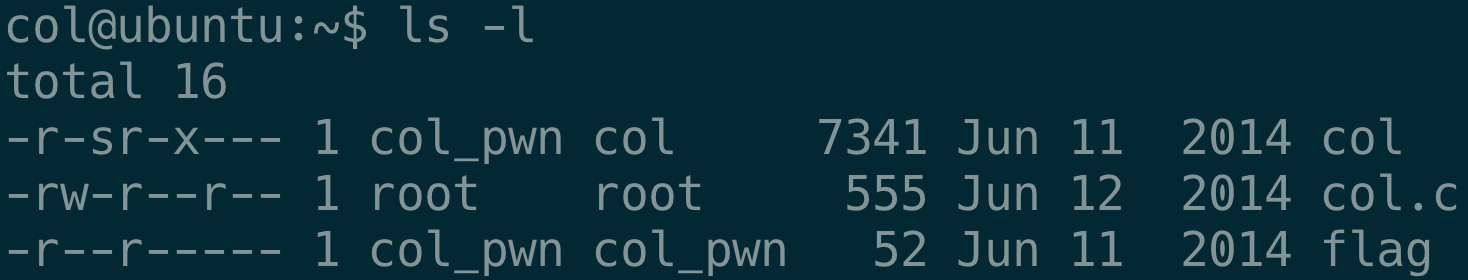 col@ubuntu:~$ ls -l
total 16
-r-sr-x--- 1 col_pwn col     7341 Jun 11  2014 col
-rw-r--r-- 1 root    root     555 Jun 12  2014 col.c
-r--r----- 1 col_pwn col_pwn   52 Jun 11  2014 flag